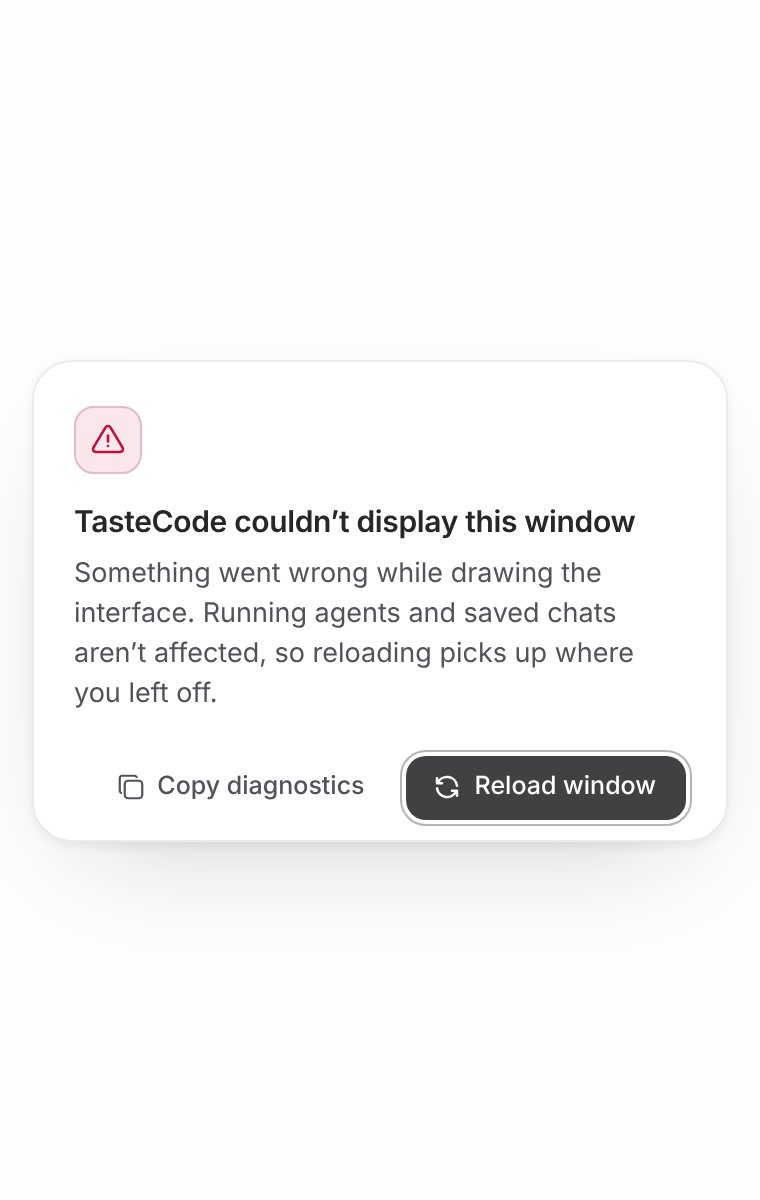 TasteCode couldn’t display this window
Something went wrong while drawing the
interface. Running agents and saved chats
aren’t affected, so reloading picks up where
you left off.
Copy diagnostics
Reload window